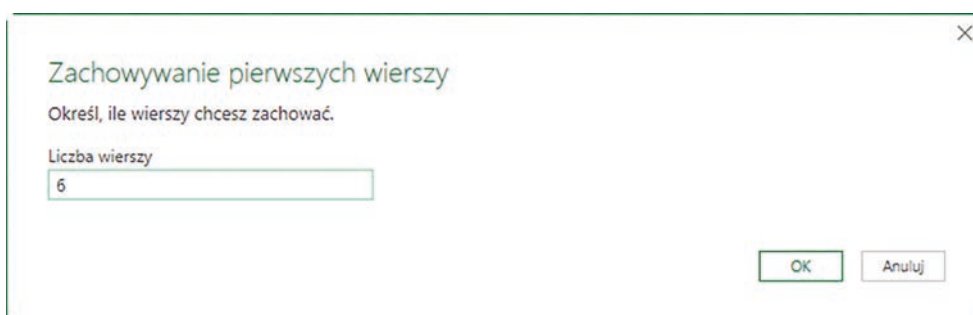 Zachowywanie pierwszych wierszy
Określ, ile wierszy chcesz zachować.
Liczba wierszy
6
OK Anuluj